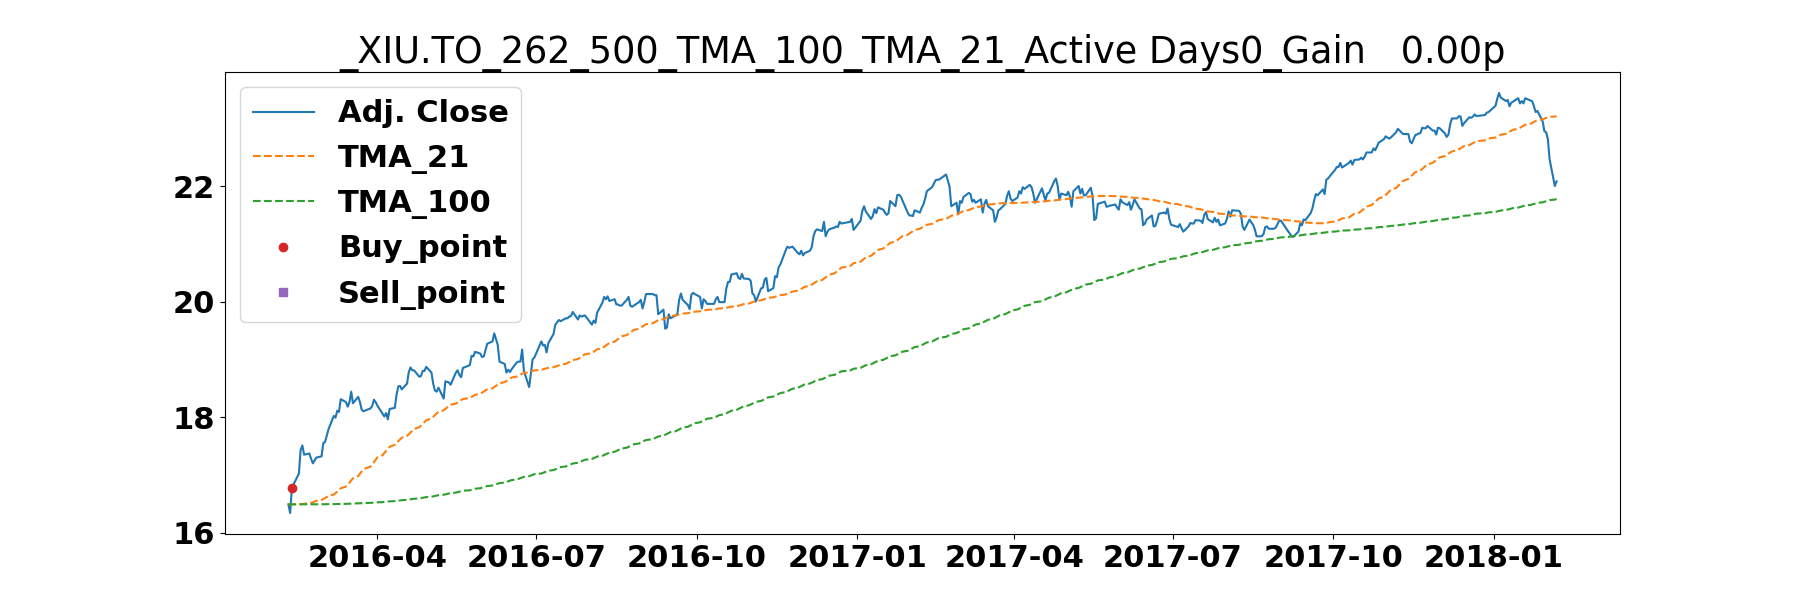 _XIU.TO_262_500_TMA_100_TMA_21_Active Days0_Gain   0.00p
Adj. Close
TMA_21
TMA_100
Buy_point
Sell_point
22
20
18
16
2016-04 2016-07 2016-10 2017-01 2017-04 2017-07 2017-10 2018-01